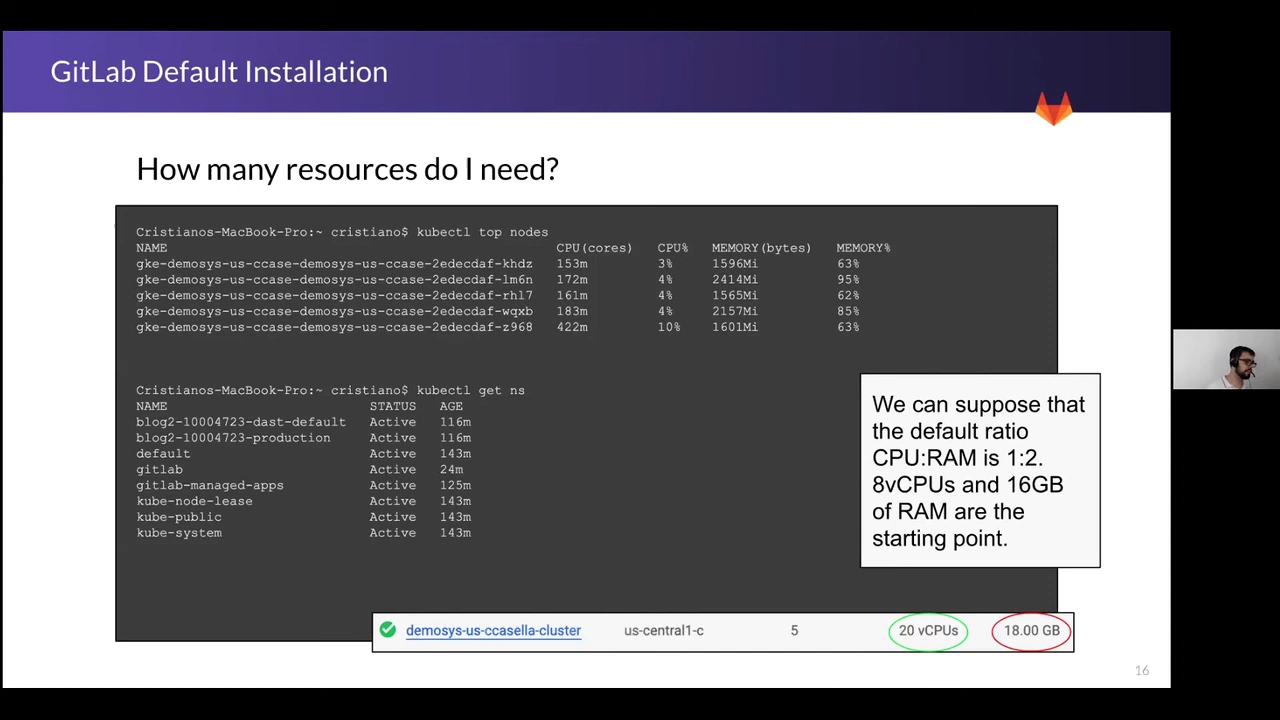 GitLab Default Installation
How many resources do I need?
Cristianos-MacBook-Pro:~ cristiano$ kubectl top nodes
NAME CPU(cores) CPU% MEMORY(bytes) MEMORY%
gke-demosys-us-ccase-demosys-us-ccase-2edecdaf-khdz 153m 3% 1596Mi 63%
gke-demosys-us-ccase-demosys-us-ccase-2edecdaf-lm6n 172m 4% 2414Mi 95%
gke-demosys-us-ccase-demosys-us-ccase-2edecdaf-rhl7 161m 4% 1565Mi 62%
gke-demosys-us-ccase-demosys-us-ccase-2edecdaf-wqxb 183m 4% 2157Mi 85%
gke-demosys-us-ccase-demosys-us-ccase-2edecdaf-z968 422m 10% 1601Mi 63%
Cristianos-MacBook-Pro:~ cristiano$ kubectl get ns
NAME STATUS AGE
blog2-10004723-dast-default Active 116m
blog2-10004723-production Active 116m
default Active 143m
gitlab Active 24m
gitlab-managed-apps Active 125m
kube-node-lease Active 143m
kube-public Active 143m
kube-system Active 143m
We can suppose that
the default ratio
CPU:RAM is 1:2.
8vCPUs and 16GB
of RAM are the
starting point.
demosys-us-ccasella-cluster us-central1-c 5 20 vCPUs 18.00 GB
16